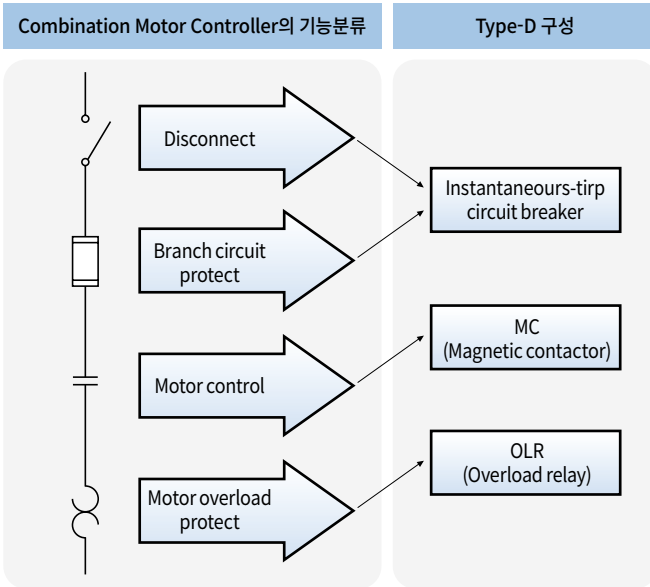 Combination Motor Controller의 기능분류
Type-D 구성
Disconnect
Instantaneours-tirp
circuit breaker
Branch circuit
protect
MC
(Magnetic contactor)
Motor control
OLR
(Overload relay)
Motor overload
protect